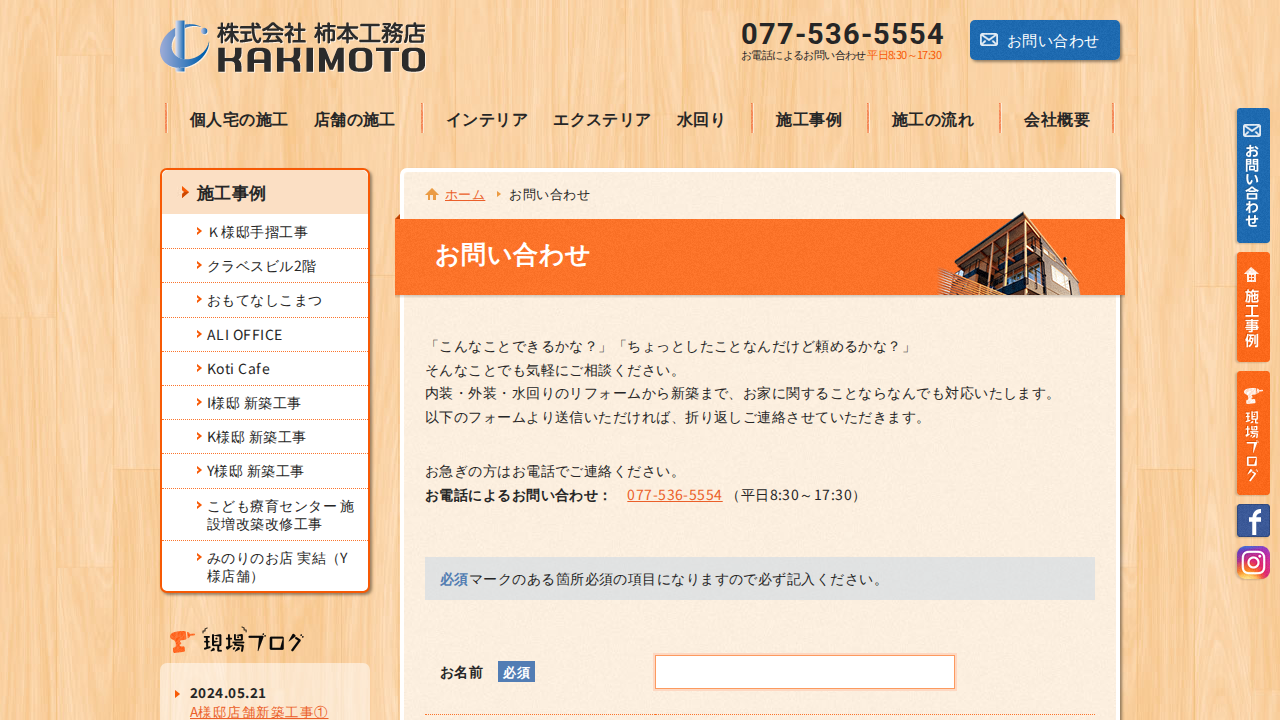 株式会社 柿本工務店
KAKIMOTO
077-536-5554
お電話によるお問い合わせ 平日8:30～17:30
お問い合わせ
個人宅の施工 店舗の施工 インテリア エクステリア 水回り 施工事例 施工の流れ 会社概要
施工事例
Ｋ様邸手摺工事
クラベスビル2階
おもてなしこまつ
ALI OFFICE
Koti Cafe
I様邸 新築工事
K様邸 新築工事
Y様邸 新築工事
こども療育センター 施
設増改築改修工事
みのりのお店 実結（Y
様店舗）
現場ブログ
2024.05.21
A様邸店舗新築工事①
ホーム お問い合わせ
お問い合わせ
「こんなことできるかな？」「ちょっとしたことなんだけど頼めるかな？」
そんなことでも気軽にご相談ください。
内装・外装・水回りのリフォームから新築まで、お家に関することならなんでも対応いたします。
以下のフォームより送信いただければ、折り返しご連絡させていただきます。
お急ぎの方はお電話でご連絡ください。
お電話によるお問い合わせ： 077-536-5554 （平日8:30～17:30）
必須マークのある箇所必須の項目になりますので必ず記入ください。
お名前 必須
お問い合わせ
施工事例
現場ブログ